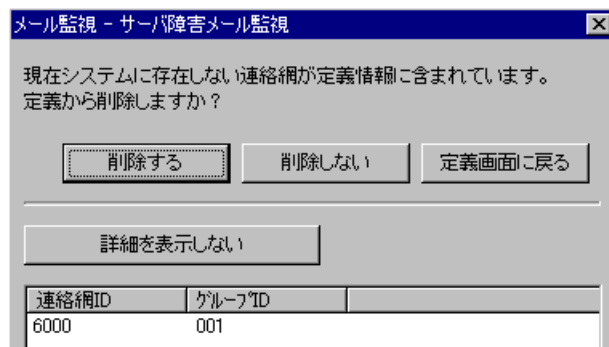 メール監視 - サーバ障害メール監視
現在システムに存在しない連絡網が定義情報に含まれています。
定義から削除しますか？
削除する 削除しない 定義画面に戻る
詳細を表示しない
連絡網ID ｸﾞﾙｰﾌﾟID
6000 001